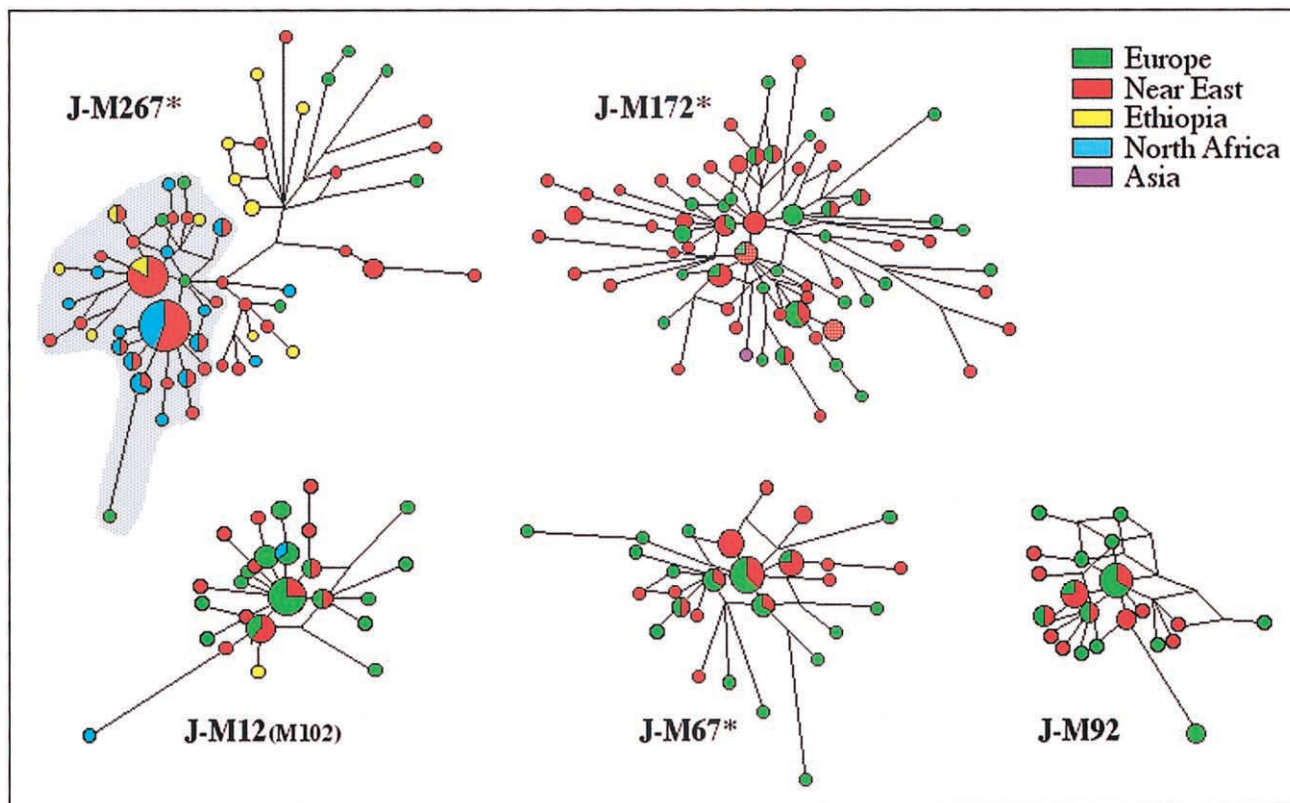 J-M267*
J-M172*
Europe
Near East
Ethiopia
North Africa
Asia
J-M12(M102)
J-M67*
J-M92